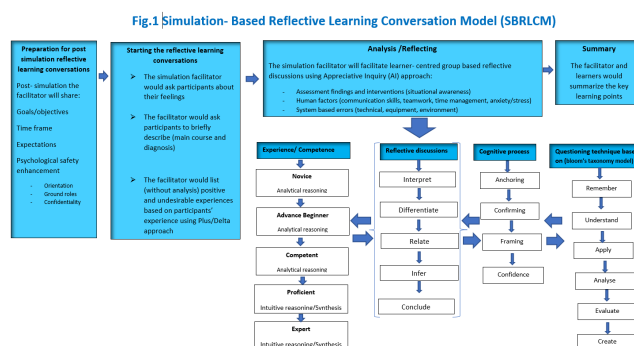 Fig.1 Simulation- Based Reflective Learning Conversation Model (SBRLCM)
Preparation for post
simulation reflective
learning conversations
Post- simulation the
facilitator will share:
Goals/objectives
Time frame
Expectations
Psychological safety
enhancement
- Orientation
- Ground roles
- Confidentiality
Starting the reflective learning
conversations
➢ The simulation facilitator
would ask participants about
their feelings
➢ The facilitator would ask
participants to briefly
describe (main course and
diagnosis)
➢ The facilitator would list
(without analysis) positive
and undesirable experiences
based on participants'
experience using Plus/Delta
approach
Analysis /Reflecting
The simulation facilitator will facilitate learner- centred group based reflective
discussions using Appreciative Inquiry (AI) approach:
- Assessment findings and interventions (situational awareness)
- Human factors (communication skills, teamwork, time management, anxiety/stress)
- System based errors (technical, equipment, environment)
Summary
The facilitator and
learners would
summarize the key
learning points
Experience/ Competence
Novice
Analytical reasoning
Advance Beginner
Analytical reasoning
Competent
Analytical reasoning
Proficient
Intuitive reasoning/Synthesis
Expert
Intuitive reasoning/Synthesis
Reflective discussions
Interpret
Differentiate
Relate
Infer
Conclude
Cognitive process
Anchoring
Confirming
Framing
Confidence
Questioning technique base
on (bloom's taxonomy model)
Remember
Understand
Apply
Analyse
Evaluate
Create